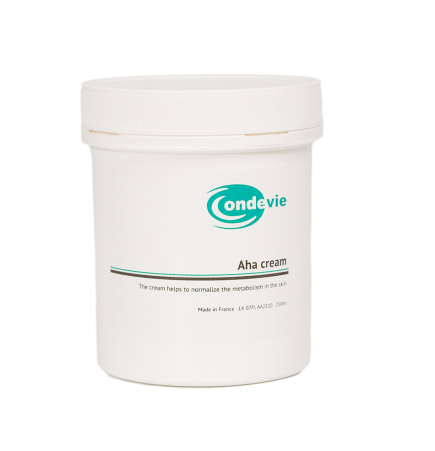 Condevie
Aha cream
The cream helps to normalize the metabolism in the skin
Made in France